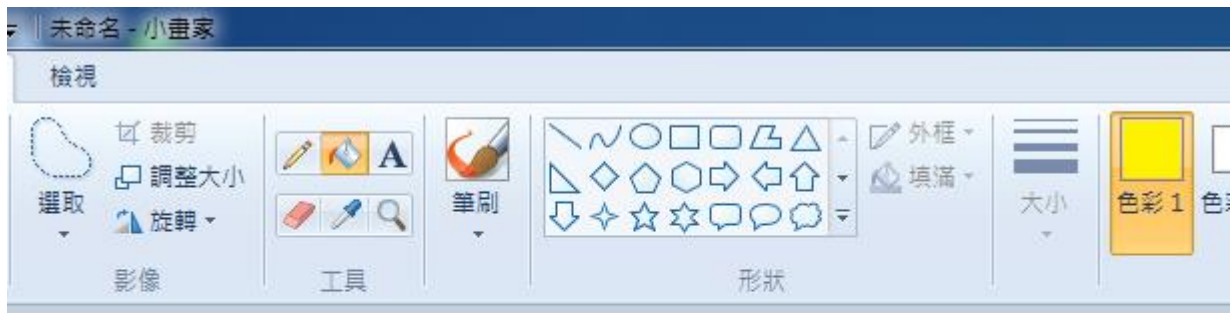 未命名 - 小畫家
檢視
裁剪
調整大小
選取
旋轉
影像
A
工具
筆刷
外框
填滿
形狀
大小
色彩 1
色